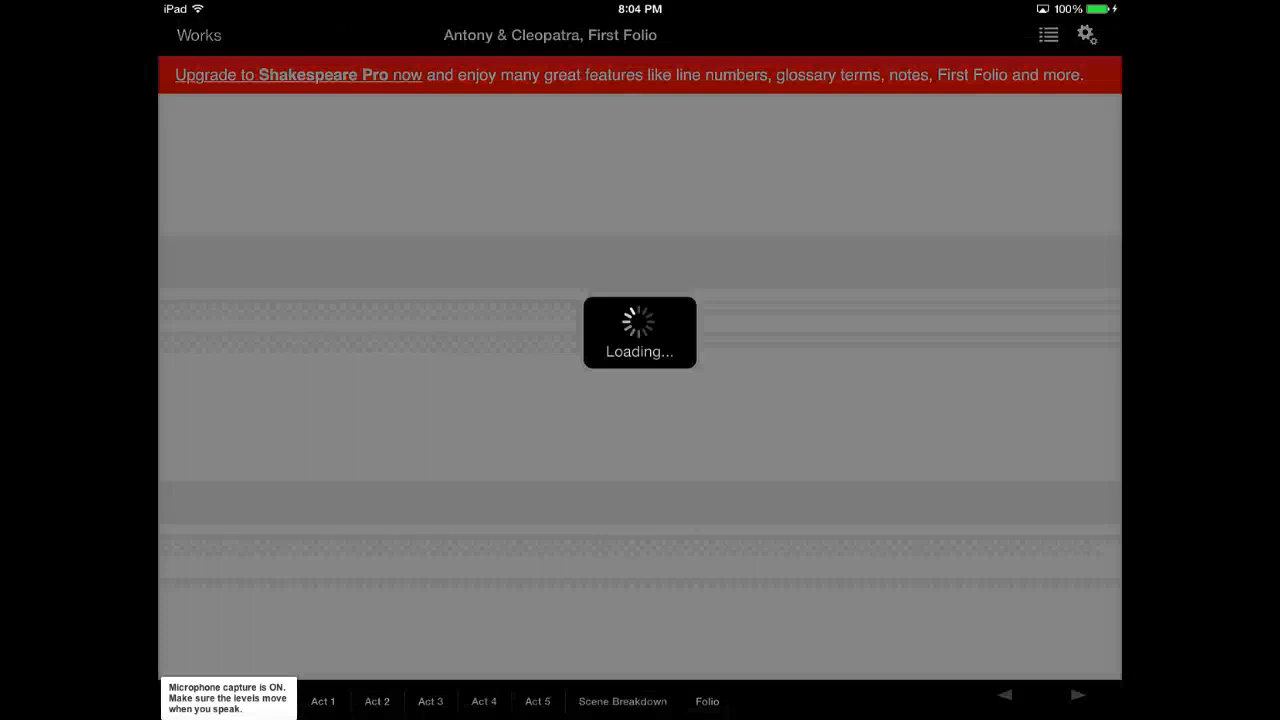 iPad 8:04 PM 100%
Works Antony & Cleopatra, First Folio
Upgrade to Shakespeare Pro now and enjoy many great features like line numbers, glossary terms, notes, First Folio and more.
Loading...
Microphone capture is ON.
Make sure the levels move
when you speak.
Act 1 Act 2 Act 3 Act 4 Act 5 Scene Breakdown Folio